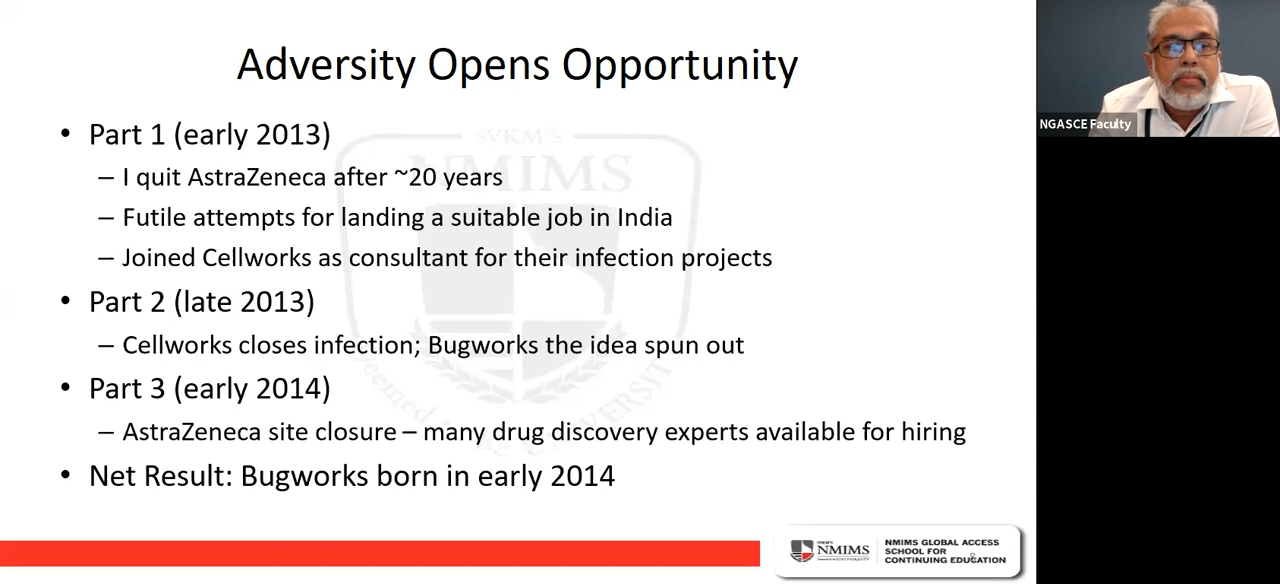 Adversity Opens Opportunity
• Part 1 (early 2013)
– I quit AstraZeneca after ~20 years
– Futile attempts for landing a suitable job in India
– Joined Cellworks as consultant for their infection projects
• Part 2 (late 2013)
– Cellworks closes infection; Bugworks the idea spun out
• Part 3 (early 2014)
– AstraZeneca site closure – many drug discovery experts available for hiring
• Net Result: Bugworks born in early 2014
NGASCE Faculty
SVKM'S
NMIMS
NMIMS
NMIMS GLOBAL ACCESS
SCHOOL FOR
CONTINUING EDUCATION